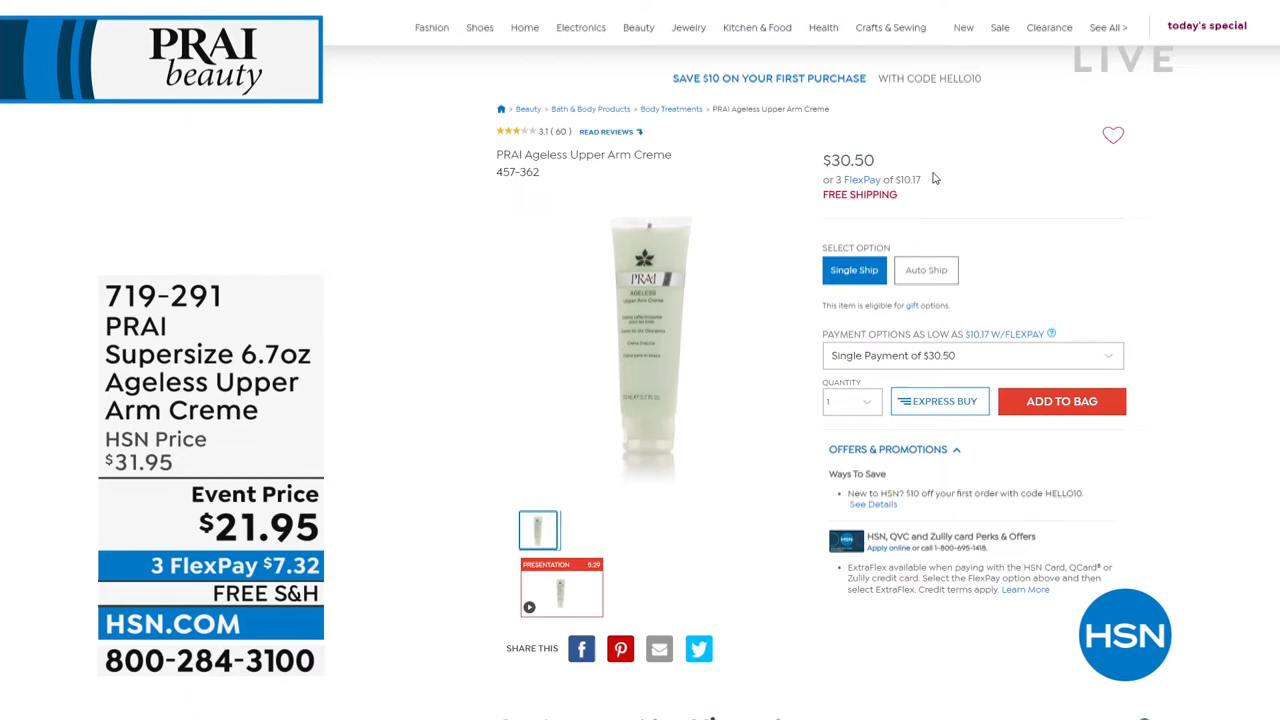 PRAI
beauty
Fashion Shoes Home Electronics Beauty Jewelry Kitchen & Food Health Crafts & Sewing New Sale Clearance See All > today's special
LIVE
SAVE $10 ON YOUR FIRST PURCHASE WITH CODE HELLO10
> Beauty > Bath & Body Products > Body Treatments > PRAI Ageless Upper Arm Creme
3.1 ( 60 ) READ REVIEWS
PRAI Ageless Upper Arm Creme
457-362
$30.50
or 3 FlexPay of $10.17
FREE SHIPPING
SELECT OPTION
Single Ship Auto Ship
This item is eligible for gift options.
PAYMENT OPTIONS AS LOW AS $10.17 W/FLEXPAY ?
Single Payment of $30.50
QUANTITY
1 EXPRESS BUY ADD TO BAG
OFFERS & PROMOTIONS
Ways To Save
• New to HSN? $10 off your first order with code HELLO10.
See Details
HSN, QVC and Zulily card Perks & Offers
Apply online or call 1-800-695-1418.
• ExtraFlex available when paying with the HSN Card, QCard® or
Zulily credit card. Select the FlexPay option above and then
select ExtraFlex. Credit terms apply. Learn More
PRAI
AGELESS
Upper Arm Creme
PRESENTATION 5:29
SHARE THIS
719-291
PRAI
Supersize 6.7oz
Ageless Upper
Arm Creme
HSN Price
$31.95
Event Price
$21.95
3 FlexPay $7.32
FREE S&H
HSN.COM
800-284-3100
HSN